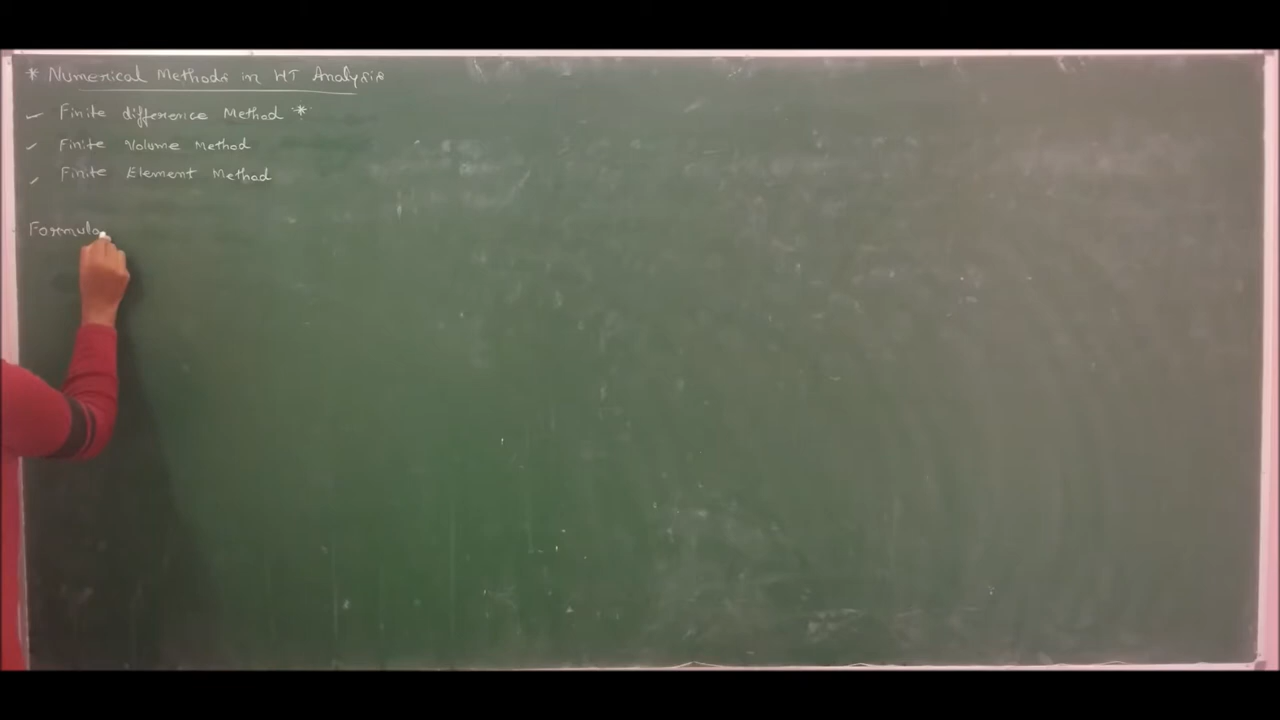 * Numerical Methods in HT Analysis
✓ Finite difference Method *
✓ Finite Volume Method
✓ Finite Element Method
Formula